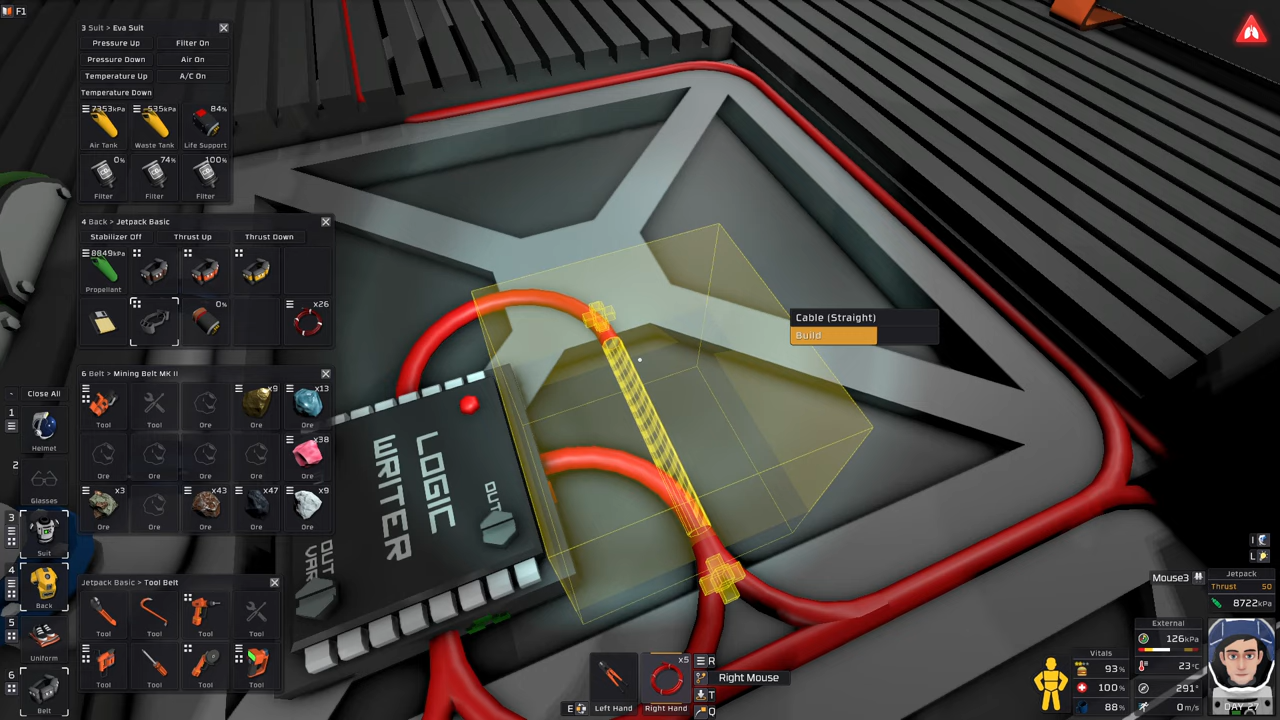 F1
3 Suit > Eva Suit
Pressure Up
Filter On
Pressure Down
Air On
Temperature Up
A/C On
Temperature Down
7353kPa
535kPa
84%
Air Tank
Waste Tank
Life Support
0%
74%
100%
Filter
Filter
Filter
4 Back > Jetpack Basic
Stabilizer Off
Thrust Up
Thrust Down
8849kPa
Propellant
0%
x26
6 Belt > Mining Belt MK II
x9
x13
Tool
Tool
Ore
Ore
Ore
x38
Ore
Ore
Ore
Ore
Ore
x3
x43
x47
x9
Ore
Ore
Ore
Ore
Ore
Jetpack Basic > Tool Belt
Tool
Tool
Tool
Tool
Tool
Tool
Tool
Tool
Close All
1
Helmet
2
Glasses
3
Suit
4
Back
5
Uniform
6
Belt
LOGIC
WRITER
OUT
OUT
VAR
Cable (Straight)
Build
E
Left Hand
x5
Right Hand
R
T
Q
Right Mouse
I
L
Mouse3
Jetpack
Thrust 50
8722kPa
External
126kPa
23°C
291°
0m/s
Vitals
93%
100%
88%
DAY 27